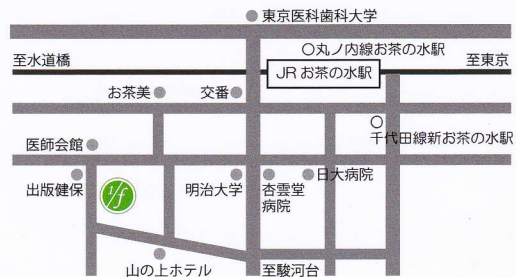 東京医科歯科大学
丸ノ内線お茶の水駅
至水道橋
JR お茶の水駅
至東京
お茶美
交番
千代田線新お茶の水駅
医師会館
出版健保
1/f
明治大学
杏雲堂
病院
日大病院
山の上ホテル
至駿河台